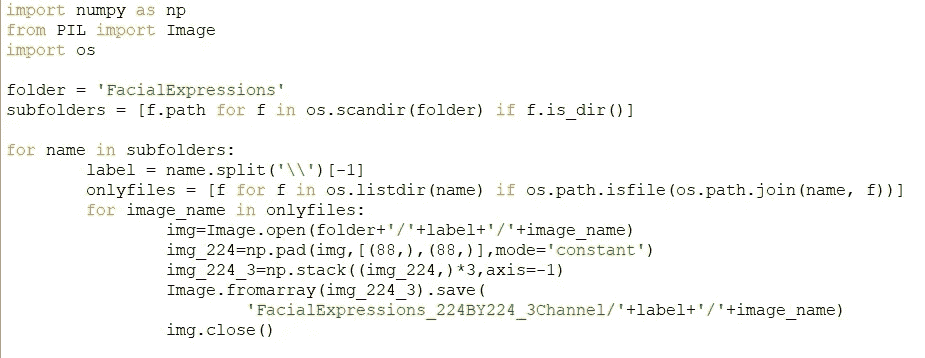 import numpy as np
from PIL import Image
import os

folder = 'FacialExpressions'
subfolders = [f.path for f in os.scandir(folder) if f.is_dir()]

for name in subfolders:
        label = name.split('\\')[-1]
        onlyfiles = [f for f in os.listdir(name) if os.path.isfile(os.path.join(name, f))]
        for image_name in onlyfiles:
                img=Image.open(folder+'/'+label+'/'+image_name)
                img_224=np.pad(img,[(88,),(88,)],mode='constant')
                img_224_3=np.stack((img_224,)*3,axis=-1)
                Image.fromarray(img_224_3).save(
                        'FacialExpressions_224BY224_3Channel/'+label+'/'+image_name)
                img.close()